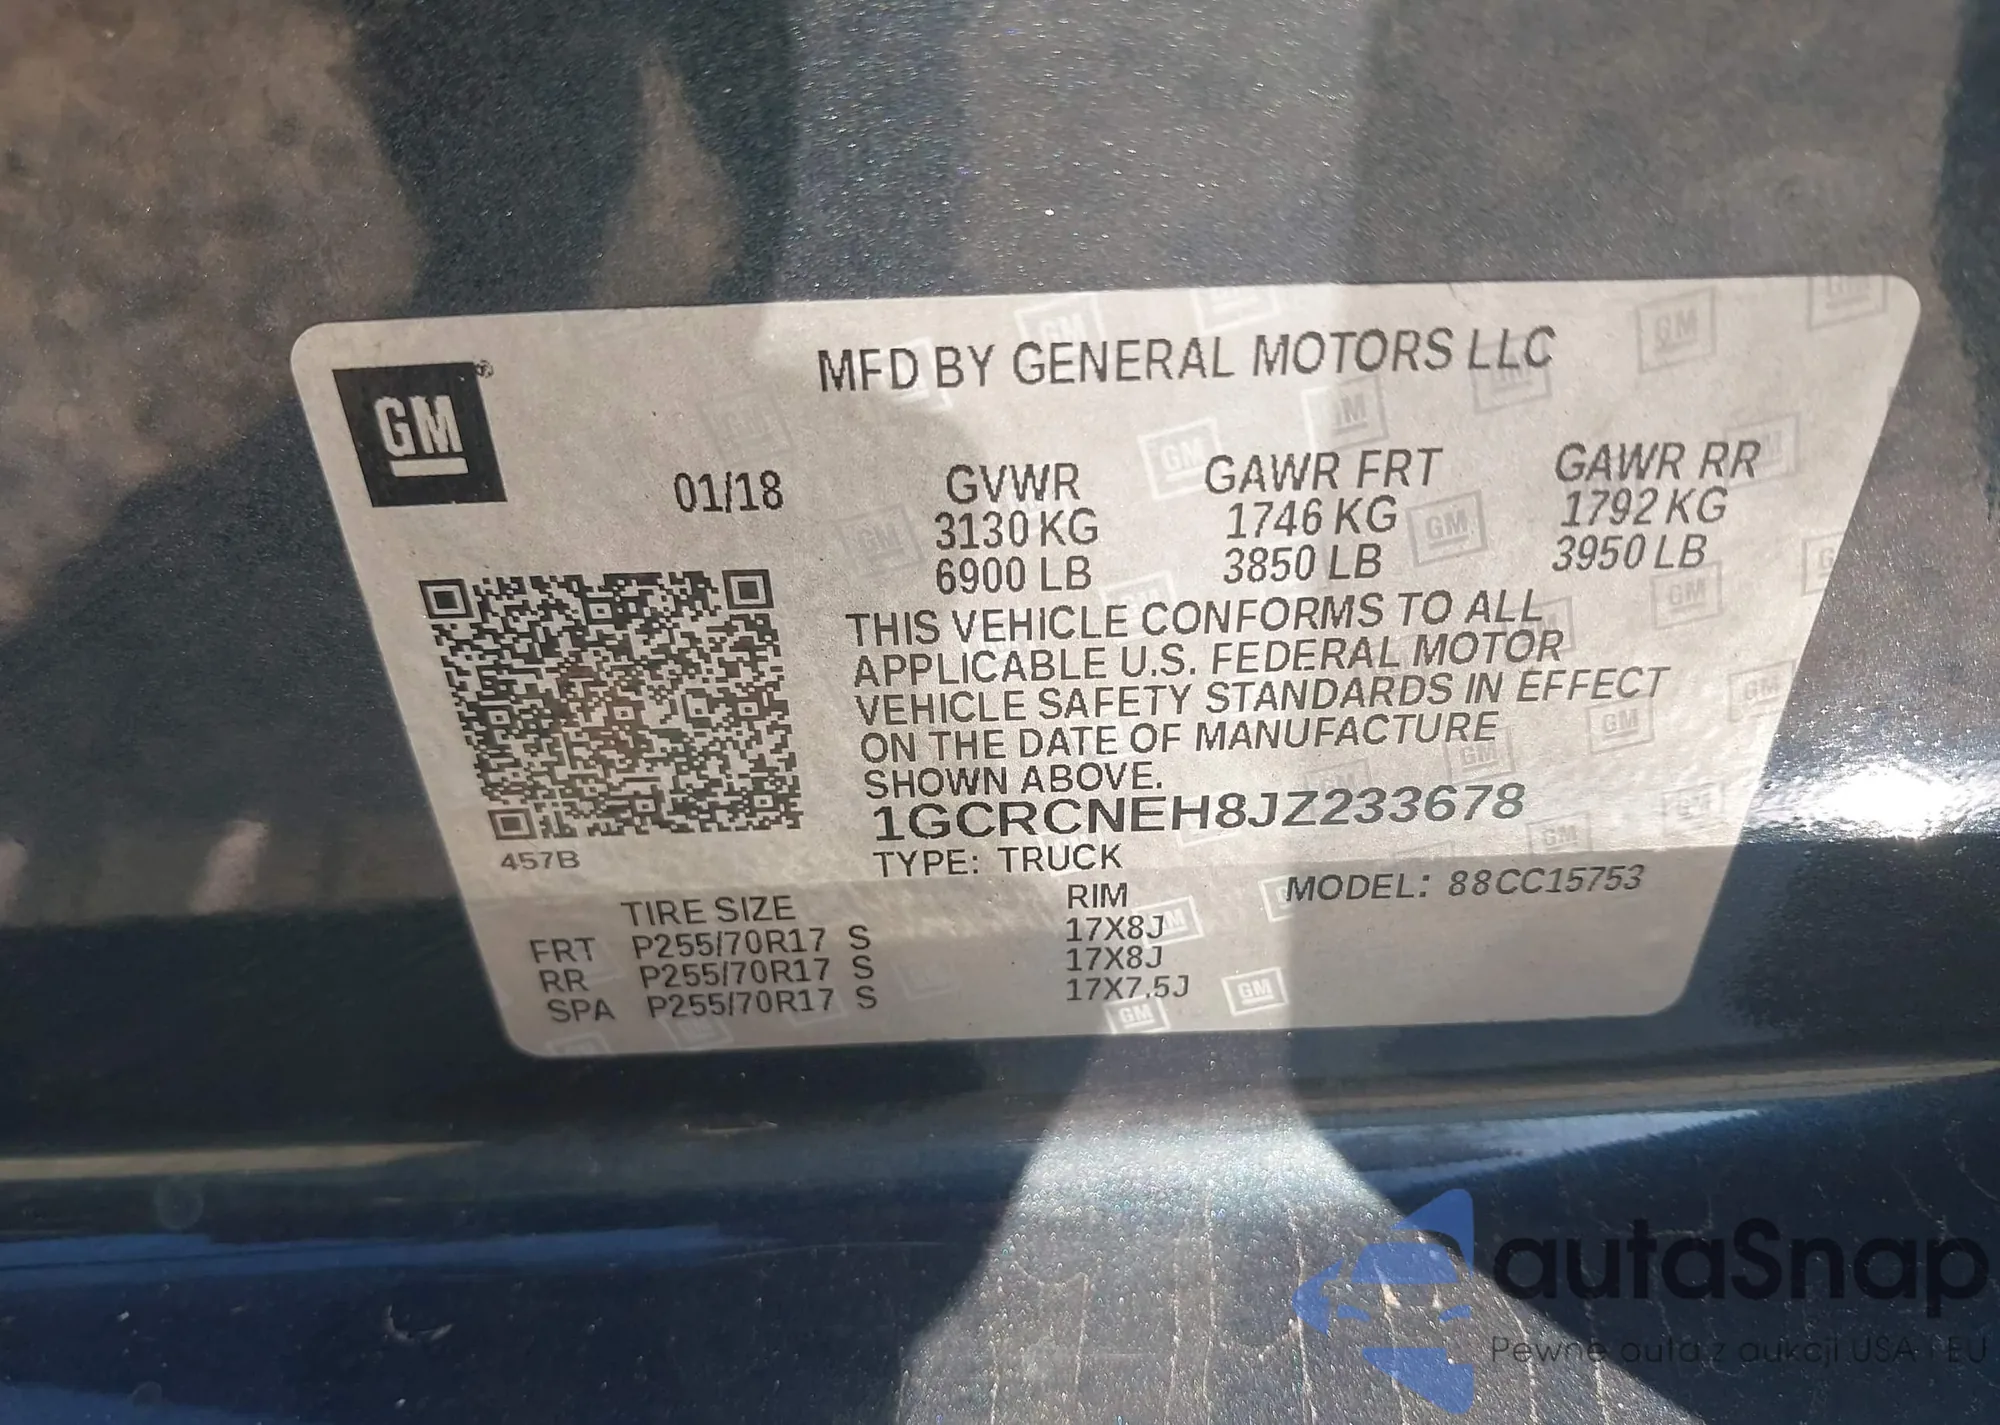 GM
MFD BY GENERAL MOTORS LLC
01/18
GVWR GAWR FRT GAWR RR
3130 KG 1746 KG 1792 KG
6900 LB 3850 LB 3950 LB
THIS VEHICLE CONFORMS TO ALL
APPLICABLE U.S. FEDERAL MOTOR
VEHICLE SAFETY STANDARDS IN EFFECT
ON THE DATE OF MANUFACTURE
SHOWN ABOVE.
1GCRCNEH8JZ233678
457B
TYPE: TRUCK
MODEL: 88CC15753
TIRE SIZE RIM
FRT P255/70R17 S 17X8J
RR P255/70R17 S 17X8J
SPA P255/70R17 S 17X7.5J
autaSnap
Pewne auta z aukcji USA i EU